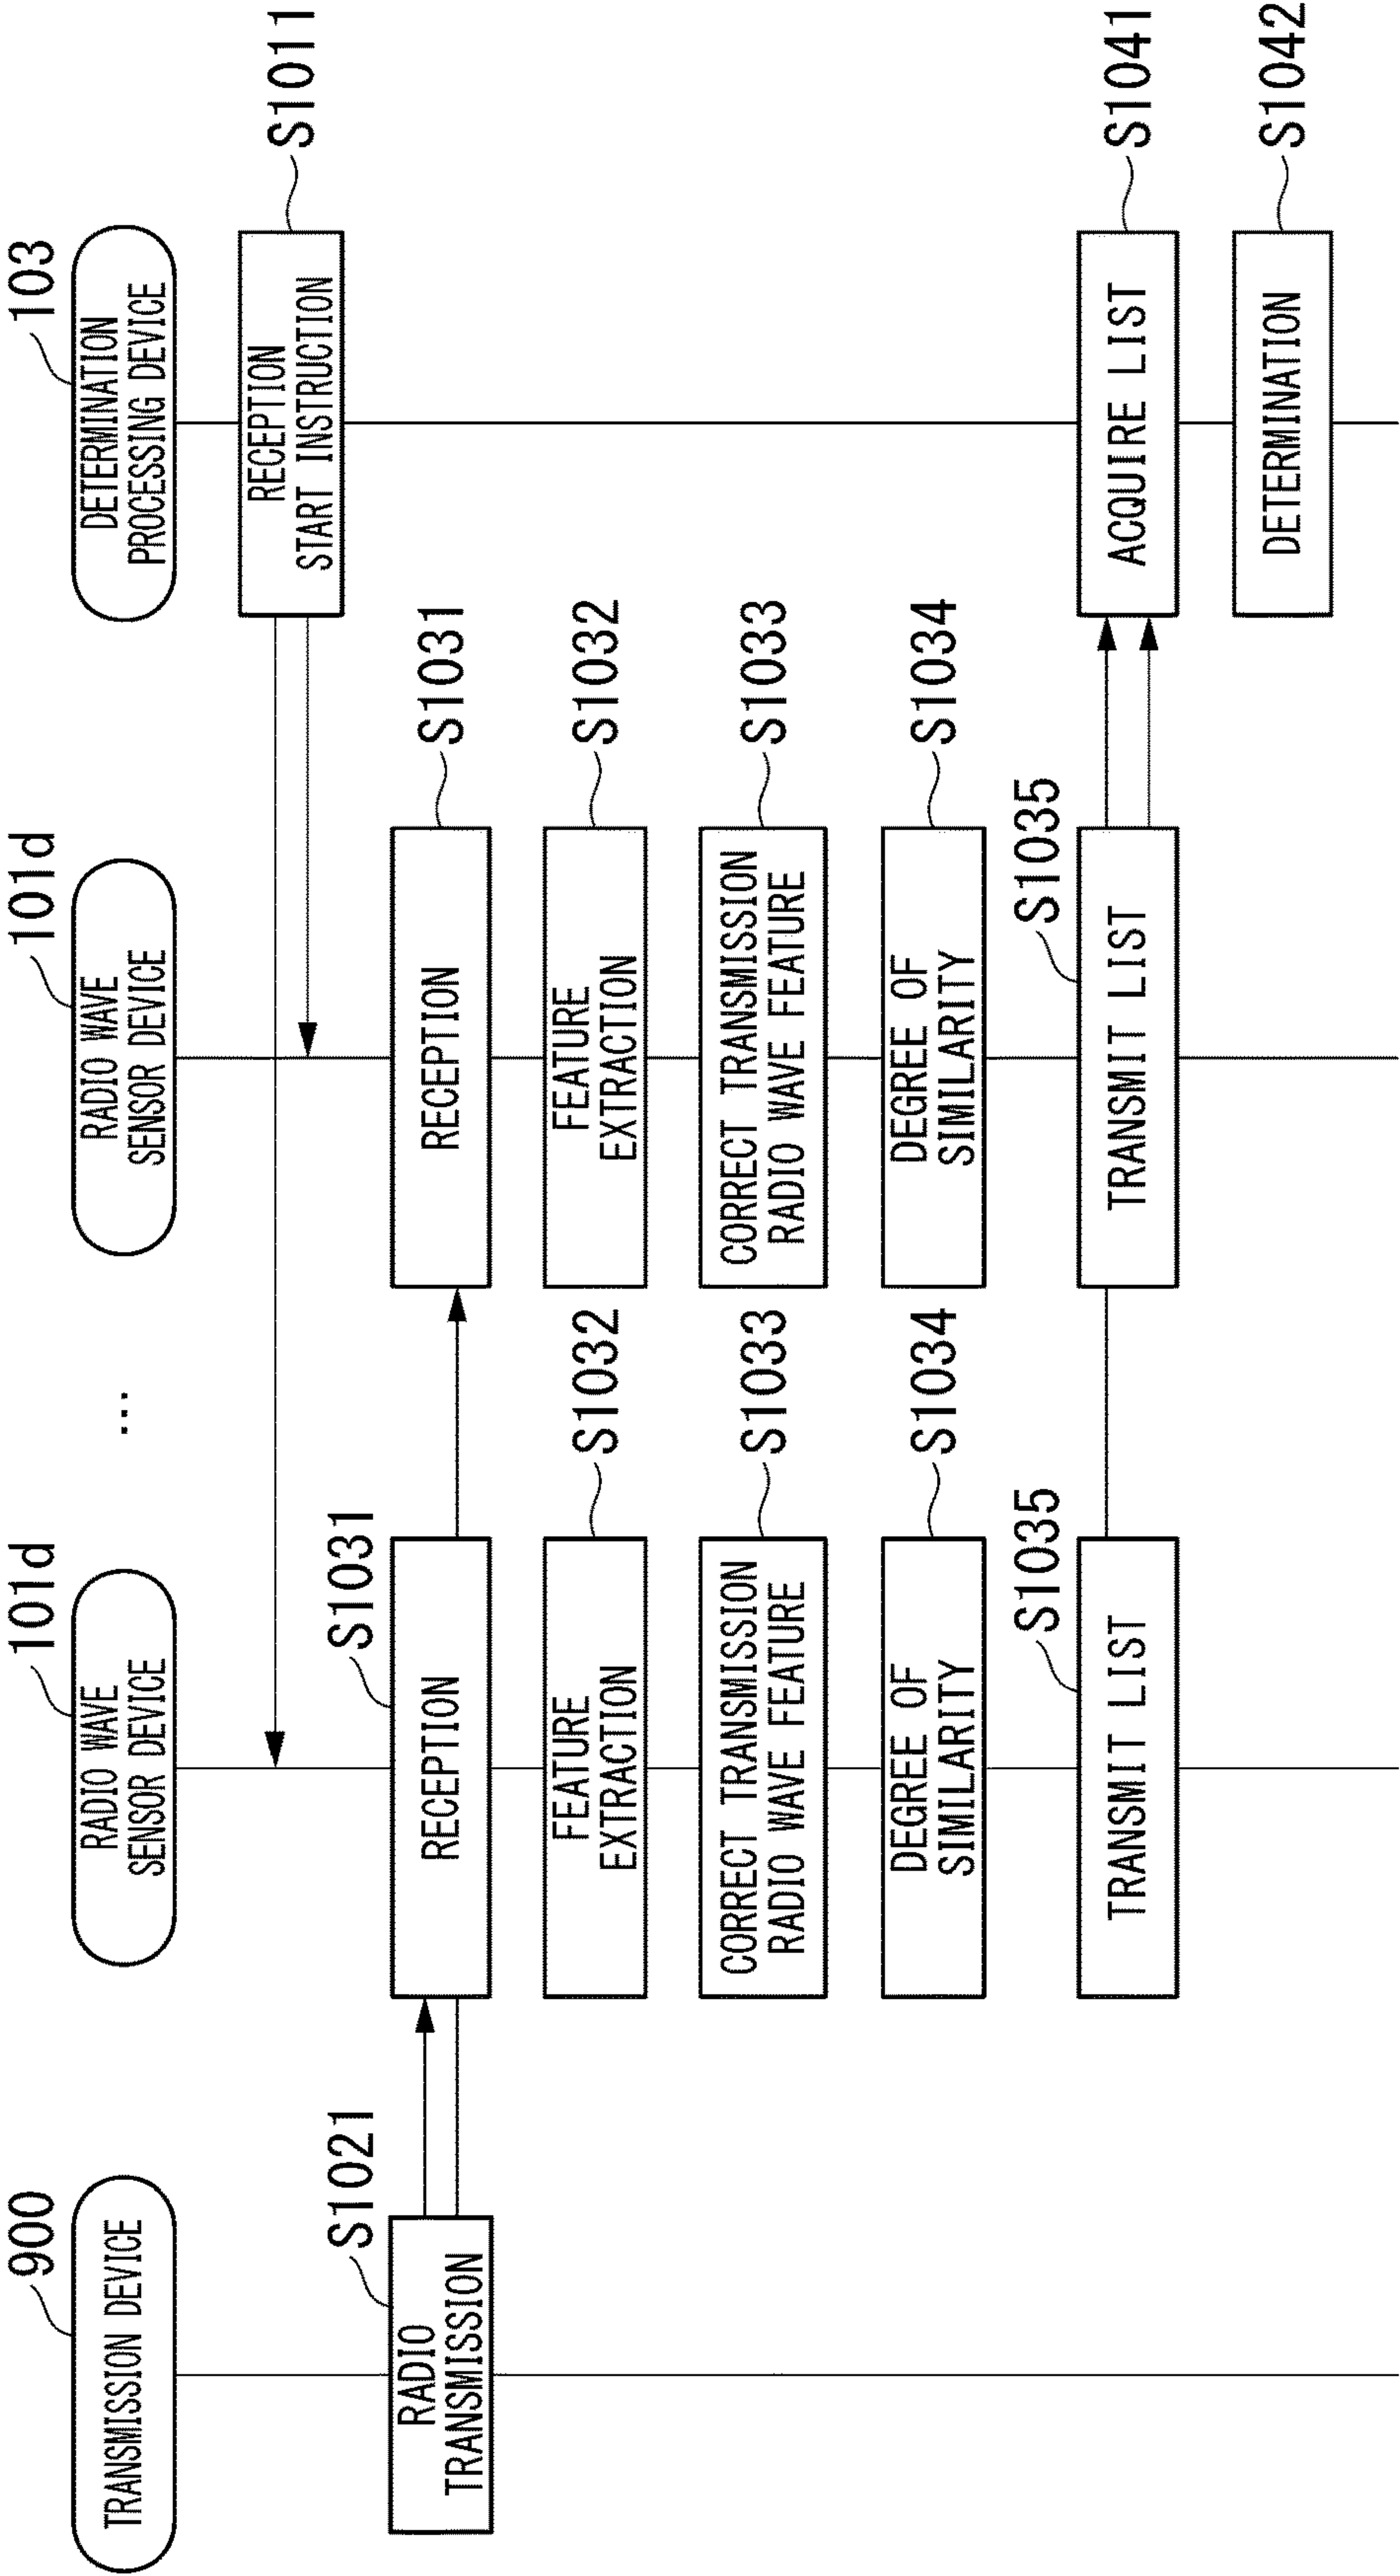 900
TRANSMISSION DEVICE
101d
RADIO WAVE
SENSOR DEVICE
...
101d
RADIO WAVE
SENSOR DEVICE
103
DETERMINATION
PROCESSING DEVICE
RECEPTION
START INSTRUCTION
S1011
S1021
RADIO
TRANSMISSION
S1031
RECEPTION
RECEPTION
S1031
FEATURE
EXTRACTION
S1032
FEATURE
EXTRACTION
S1032
CORRECT TRANSMISSION
RADIO WAVE FEATURE
S1033
CORRECT TRANSMISSION
RADIO WAVE FEATURE
S1033
DEGREE OF
SIMILARITY
S1034
DEGREE OF
SIMILARITY
S1034
S1035
TRANSMIT LIST
S1035
TRANSMIT LIST
ACQUIRE LIST
S1041
DETERMINATION
S1042